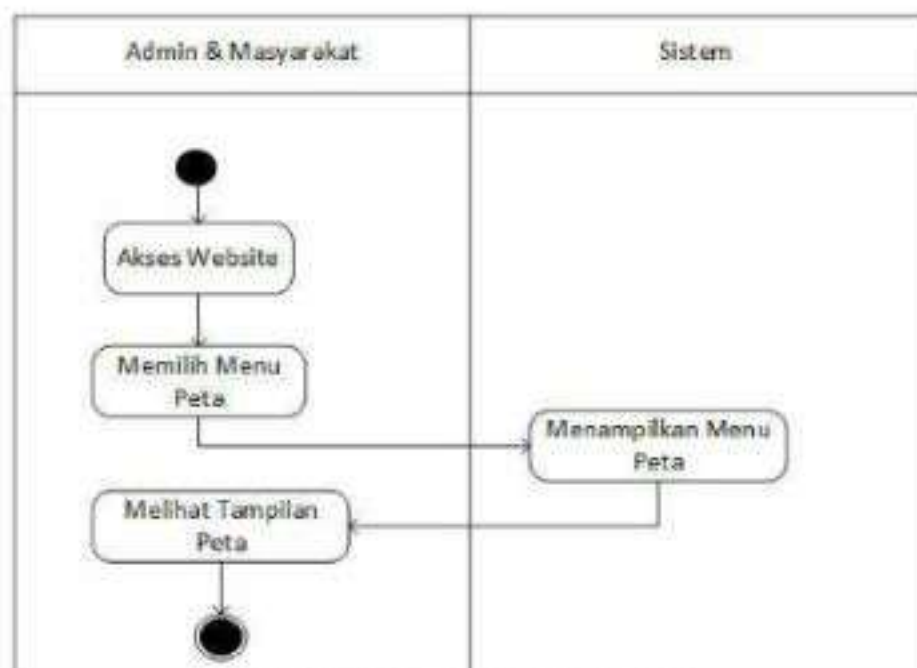 Admin & Masyarakat
Sistem
Akses Website
Memilih Menu
Peta
Menampilkan Menu
Peta
Melihat Tampilan
Peta